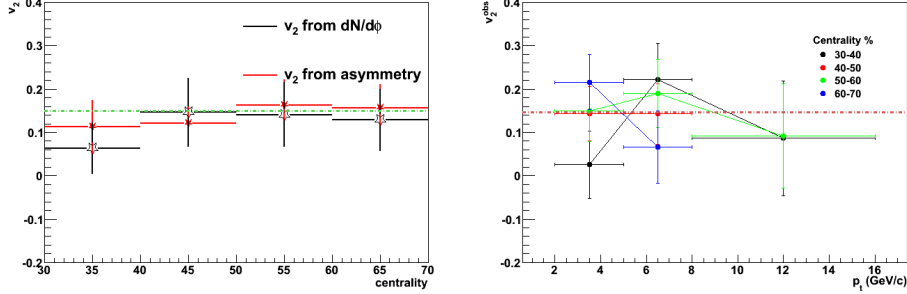 v2
0.4
0.3
0.2
0.1
0
-0.1
-0.2
30 35 40 45 50 55 60 65 70
centrality
v2 from dN/dϕ
v2 from asymmetry
v2obs
0.4
0.3
0.2
0.1
0
-0.1
-0.2
2 4 6 8 10 12 14 16
pt (GeV/c)
Centrality %
30-40
40-50
50-60
60-70